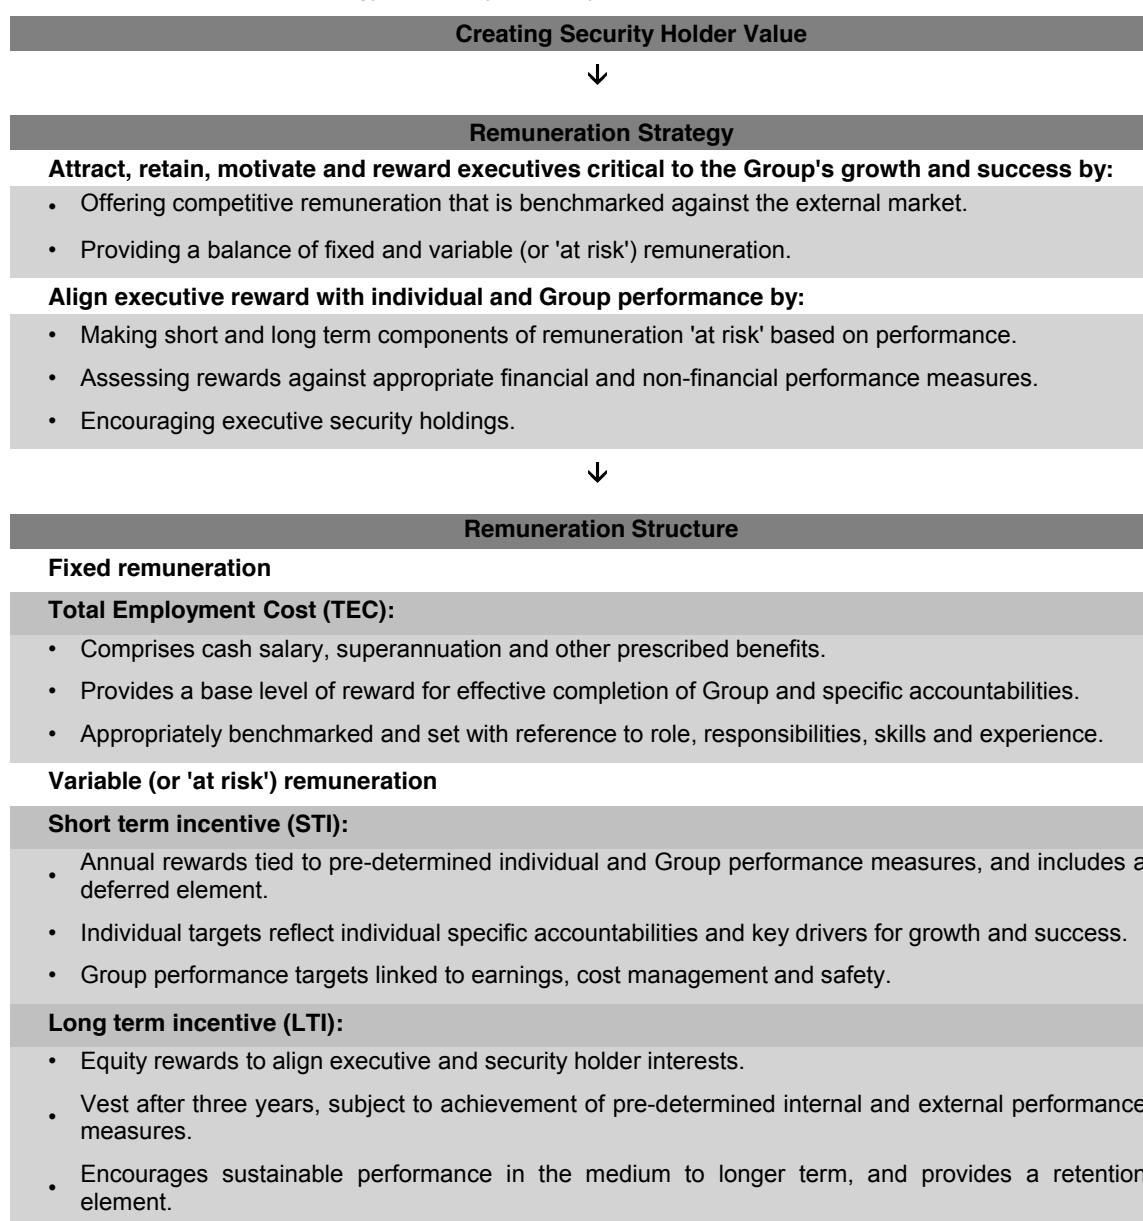 Creating Security Holder Value
Remuneration Strategy
Attract, retain, motivate and reward executives critical to the Group's growth and success by:
• Offering competitive remuneration that is benchmarked against the external market.
• Providing a balance of fixed and variable (or 'at risk') remuneration.
Align executive reward with individual and Group performance by:
• Making short and long term components of remuneration 'at risk' based on performance.
• Assessing rewards against appropriate financial and non-financial performance measures.
• Encouraging executive security holdings.
Remuneration Structure
Fixed remuneration
Total Employment Cost (TEC):
• Comprises cash salary, superannuation and other prescribed benefits.
• Provides a base level of reward for effective completion of Group and specific accountabilities.
• Appropriately benchmarked and set with reference to role, responsibilities, skills and experience.
Variable (or 'at risk') remuneration
Short term incentive (STI):
• Annual rewards tied to pre-determined individual and Group performance measures, and includes a
deferred element.
• Individual targets reflect individual specific accountabilities and key drivers for growth and success.
• Group performance targets linked to earnings, cost management and safety.
Long term incentive (LTI):
• Equity rewards to align executive and security holder interests.
• Vest after three years, subject to achievement of pre-determined internal and external performance
measures.
• Encourages sustainable performance in the medium to longer term, and provides a retention
element.